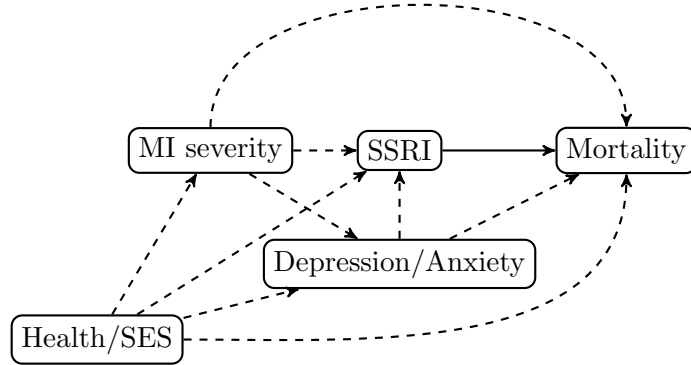 MI severity
SSRI
Mortality
Depression/Anxiety
Health/SES